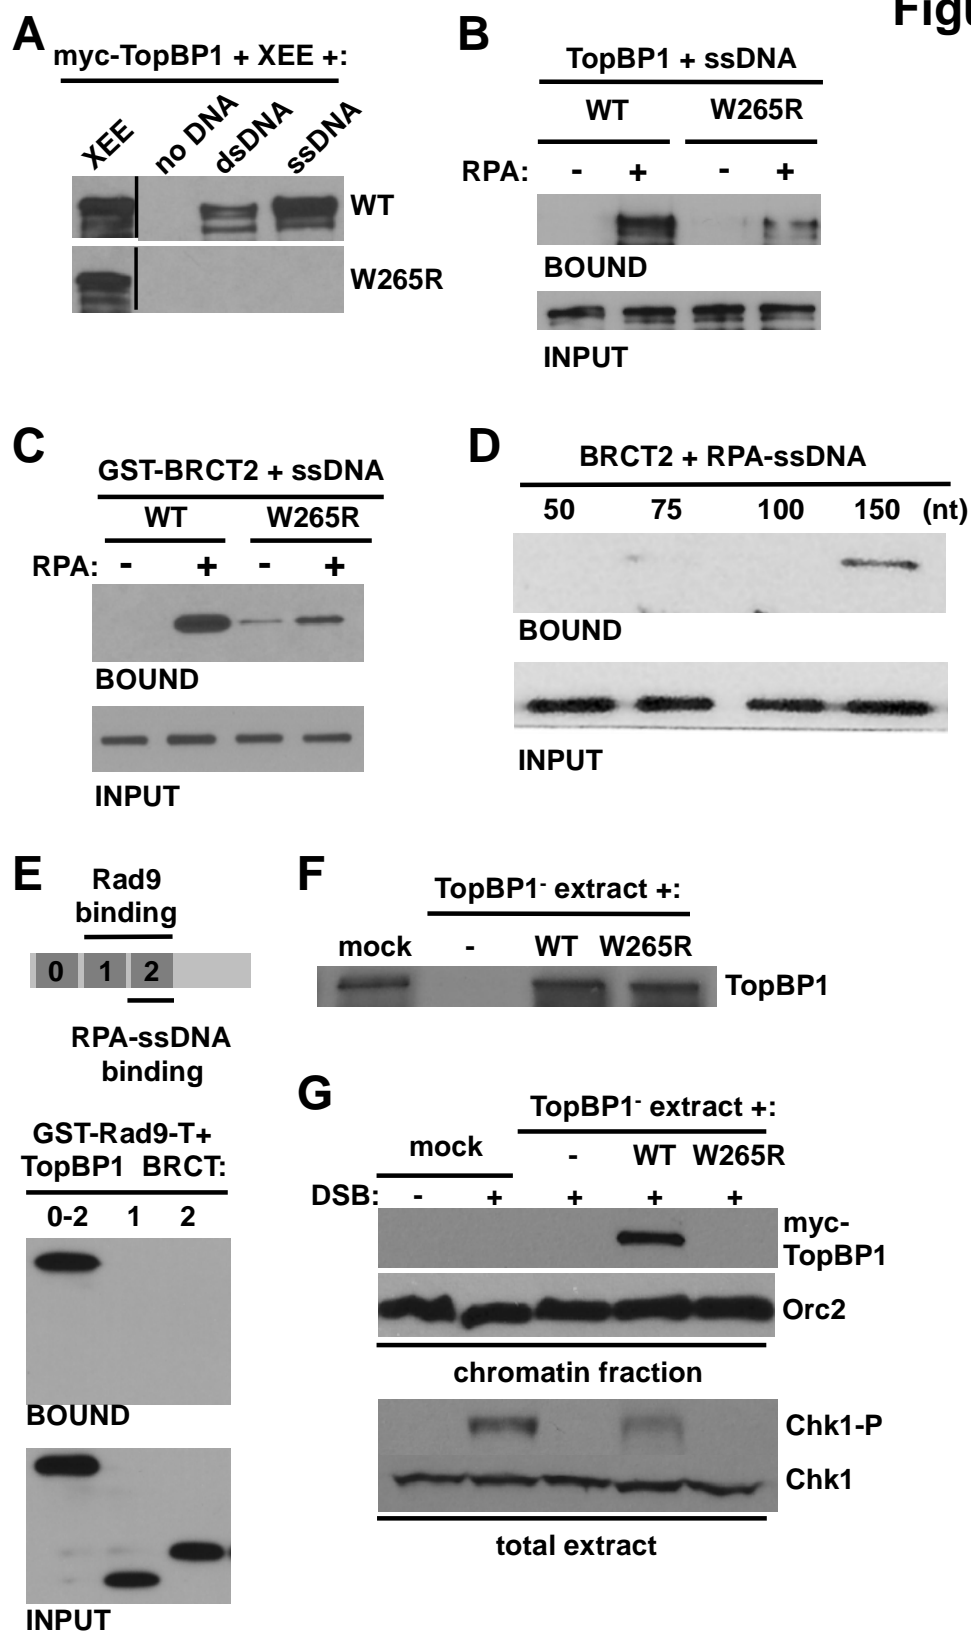 Figu
A
myc-TopBP1 + XEE +:
XEE
no DNA
dsDNA
ssDNA
WT
W265R
B
TopBP1 + ssDNA
WT W265R
RPA: - + - +
BOUND
INPUT
C
GST-BRCT2 + ssDNA
WT W265R
RPA: - + - +
BOUND
INPUT
D
BRCT2 + RPA-ssDNA
50 75 100 150 (nt)
BOUND
INPUT
E
Rad9
binding
0 1 2
RPA-ssDNA
binding
GST-Rad9-T+
TopBP1 BRCT:
0-2 1 2
BOUND
INPUT
F
TopBP1- extract +:
mock - WT W265R
TopBP1
G
TopBP1- extract +:
mock - WT W265R
DSB: - + + + +
myc-
TopBP1
Orc2
chromatin fraction
Chk1-P
Chk1
total extract